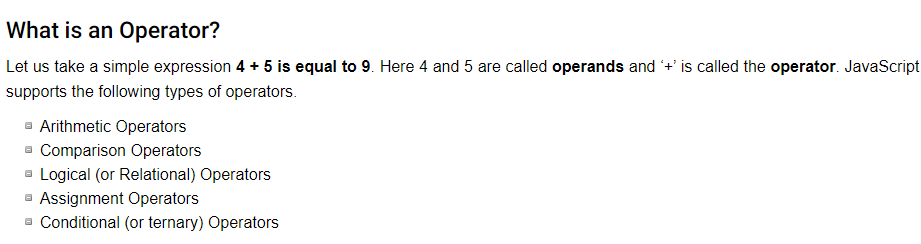 What is an Operator?
Let us take a simple expression 4 + 5 is equal to 9. Here 4 and 5 are called operands and ‘+’ is called the operator. JavaScript
supports the following types of operators.
Arithmetic Operators
Comparison Operators
Logical (or Relational) Operators
Assignment Operators
Conditional (or ternary) Operators